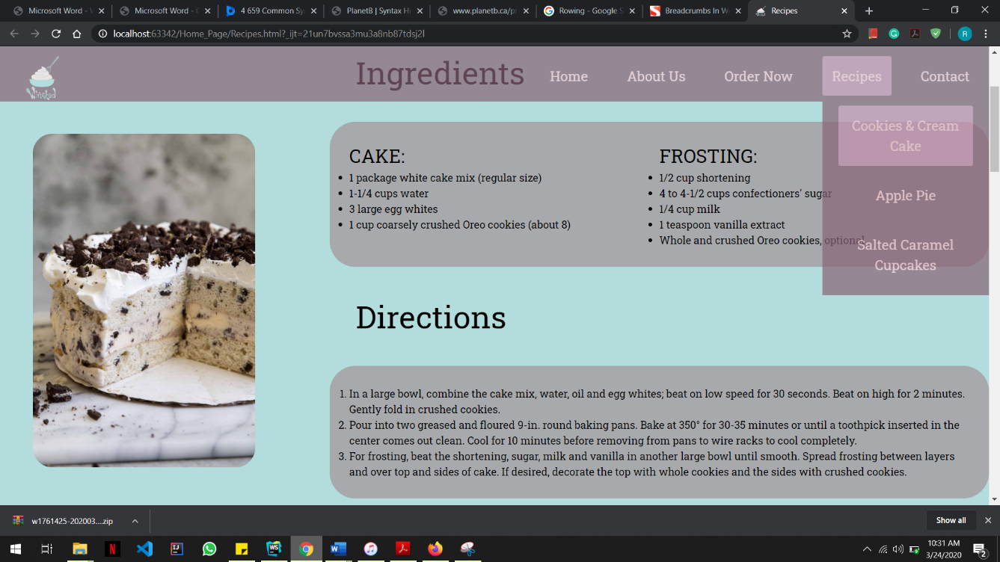 Microsoft Word - 
Microsoft Word - 
4 659 Common Sy
PlanetB | Syntax Hi
www.planetb.ca/pr
Rowing - Google S
Breadcrumbs In W
Recipes
localhost:63342/Home_Page/Recipes.html?_ijt=21un7bvssa3mu3a8nb87tdsj2l
R
Whisked
Ingredients
Home
About Us
Order Now
Recipes
Contact
Cookies & Cream
Cake
Apple Pie
Salted Caramel
Cupcakes
CAKE:
• 1 package white cake mix (regular size)
• 1-1/4 cups water
• 3 large egg whites
• 1 cup coarsely crushed Oreo cookies (about 8)
FROSTING:
• 1/2 cup shortening
• 4 to 4-1/2 cups confectioners' sugar
• 1/4 cup milk
• 1 teaspoon vanilla extract
• Whole and crushed Oreo cookies, optional
Directions
1. In a large bowl, combine the cake mix, water, oil and egg whites; beat on low speed for 30 seconds. Beat on high for 2 minutes.
Gently fold in crushed cookies.
2. Pour into two greased and floured 9-in. round baking pans. Bake at 350° for 30-35 minutes or until a toothpick inserted in the
center comes out clean. Cool for 10 minutes before removing from pans to wire racks to cool completely.
3. For frosting, beat the shortening, sugar, milk and vanilla in another large bowl until smooth. Spread frosting between layers
and over top and sides of cake. If desired, decorate the top with whole cookies and the sides with crushed cookies.
w1761425-202003....zip
Show all
N
IJ
WS
W
10:31 AM
3/24/2020
2